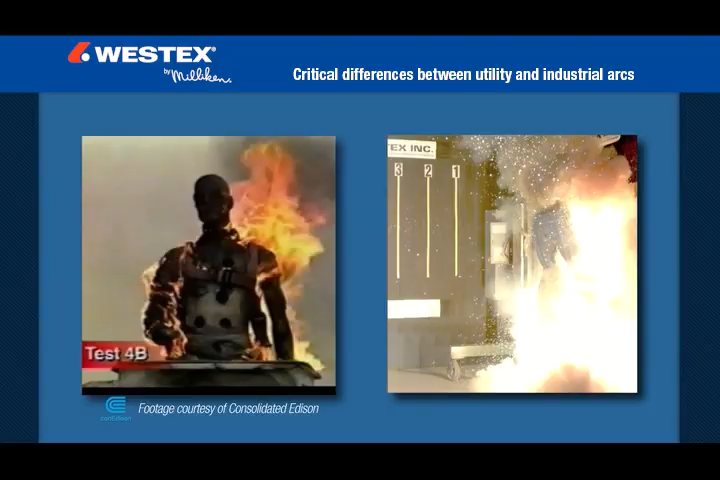 WESTEX®
by Milliken.
Critical differences between utility and industrial arcs
EX INC.
3 2 1
Test 4B
conEdison
Footage courtesy of Consolidated Edison